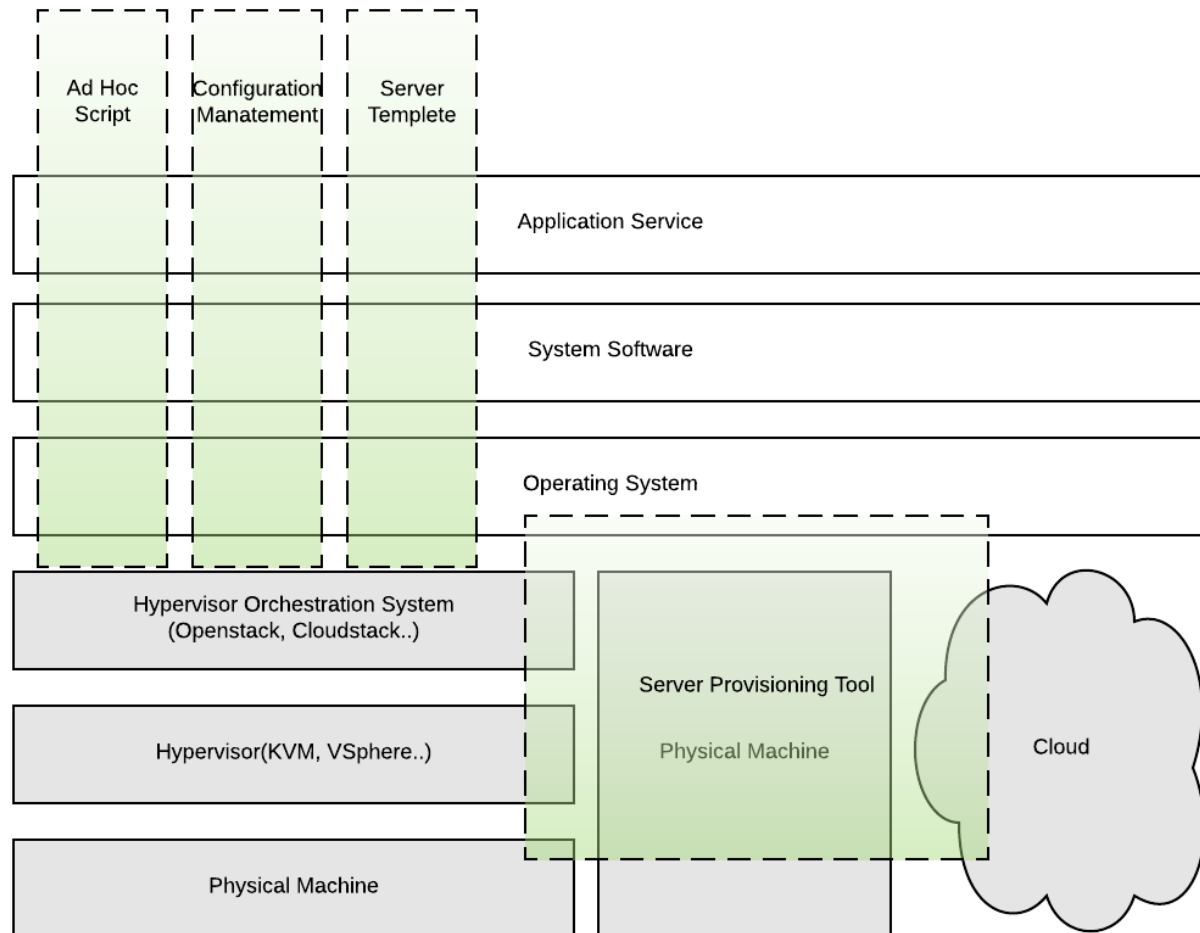 Ad Hoc
Script
Configuration
Manatement
Server
Templete
Application Service
System Software
Operating System
Hypervisor Orchestration System
(Openstack, Cloudstack..)
Server Provisioning Tool
Hypervisor(KVM, VSphere..)
Physical Machine
Cloud
Physical Machine